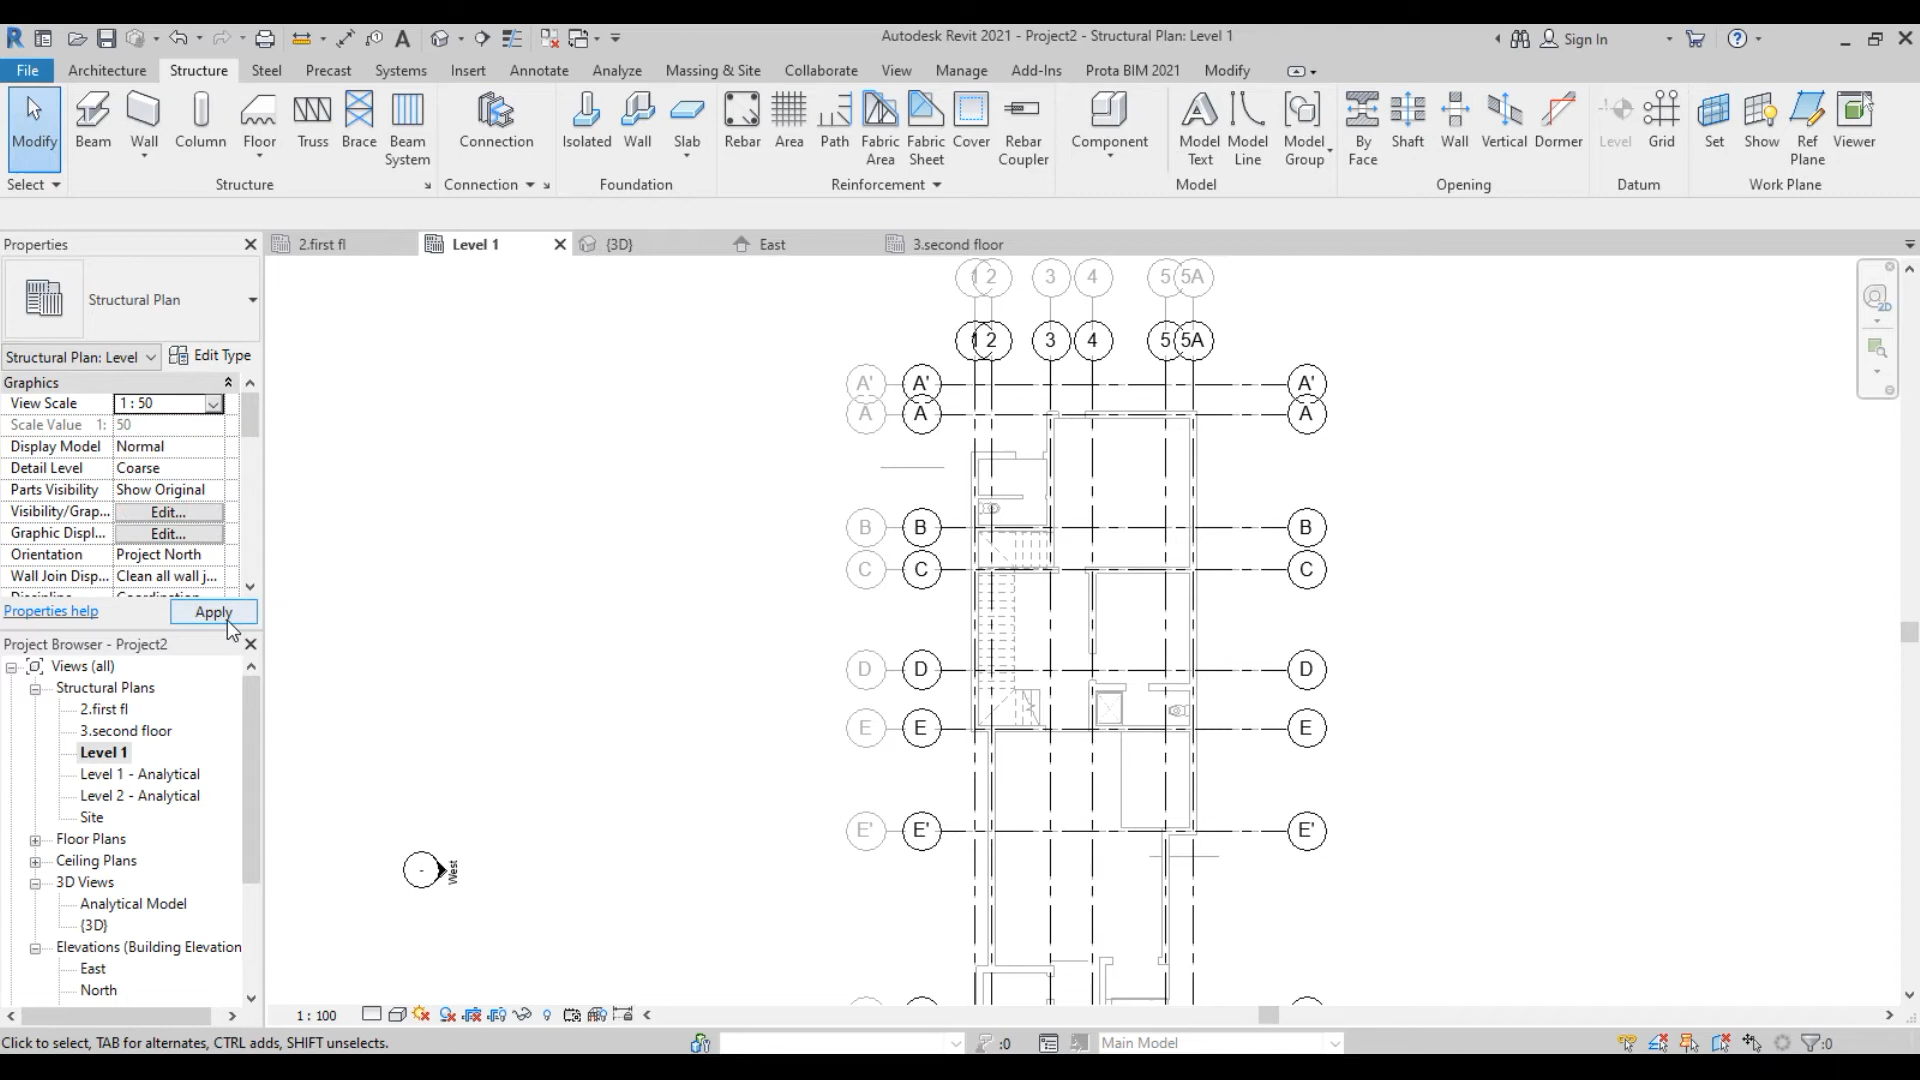 Autodesk Revit 2021 - Project2 - Structural Plan: Level 1
Sign In
File Architecture Structure Steel Precast Systems Insert Annotate Analyze Massing & Site Collaborate View Manage Add-Ins Prota BIM 2021 Modify
Modify Beam Wall Column Floor Truss Brace Beam System Connection Isolated Wall Slab Rebar Area Path Fabric Area Fabric Sheet Cover Rebar Coupler Component Model Text Model Line Model Group By Face Shaft Wall Vertical Dormer Level Grid Set Show Ref Plane Viewer
Select Structure Connection Foundation Reinforcement Model Opening Datum Work Plane
Properties
2.first fl
Level 1
{3D}
East
3.second floor
Structural Plan
Structural Plan: Level
Edit Type
Graphics
View Scale 1 : 50
Scale Value 1: 50
Display Model Normal
Detail Level Coarse
Parts Visibility Show Original
Visibility/Grap... Edit...
Graphic Displ... Edit...
Orientation Project North
Wall Join Disp... Clean all wall j...
Properties help Apply
Project Browser - Project2
Views (all)
Structural Plans
2.first fl
3.second floor
Level 1
Level 1 - Analytical
Level 2 - Analytical
Site
Floor Plans
Ceiling Plans
3D Views
Analytical Model
{3D}
Elevations (Building Elevation
East
North
1 2 3 4 5 5A
1 2 3 4 5 5A
A' A' A'
A A A
B B B
C C C
D D D
E E E
E' E' E'
- West
2D
1 : 100
Click to select, TAB for alternates, CTRL adds, SHIFT unselects.
:0
Main Model
:0